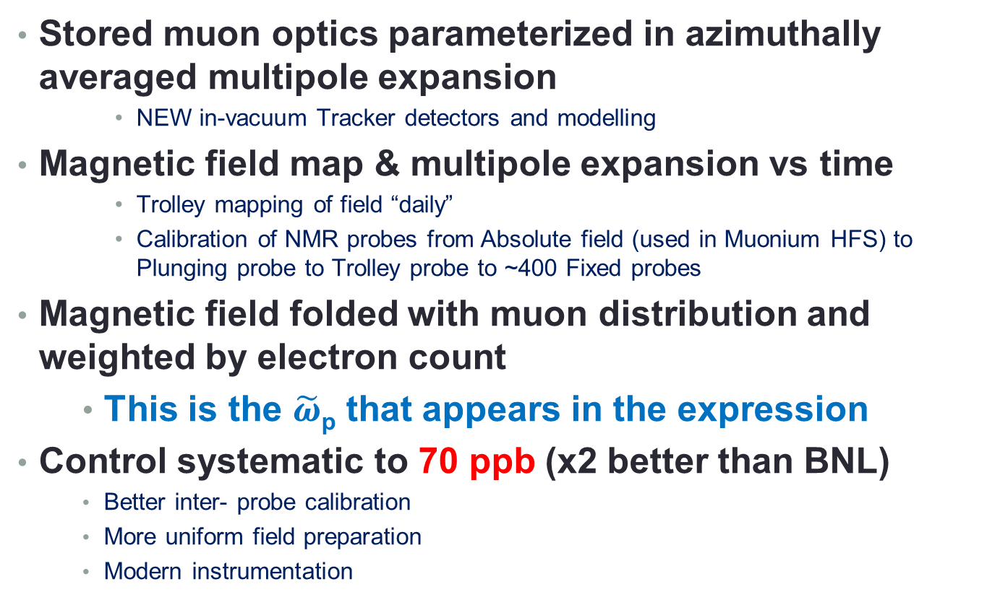 • Stored muon optics parameterized in azimuthally
averaged multipole expansion
• NEW in-vacuum Tracker detectors and modelling
• Magnetic field map & multipole expansion vs time
• Trolley mapping of field “daily”
• Calibration of NMR probes from Absolute field (used in Muonium HFS) to
Plunging probe to Trolley probe to ~400 Fixed probes
• Magnetic field folded with muon distribution and
weighted by electron count
• This is the ω̃p that appears in the expression
• Control systematic to 70 ppb (x2 better than BNL)
• Better inter- probe calibration
• More uniform field preparation
• Modern instrumentation